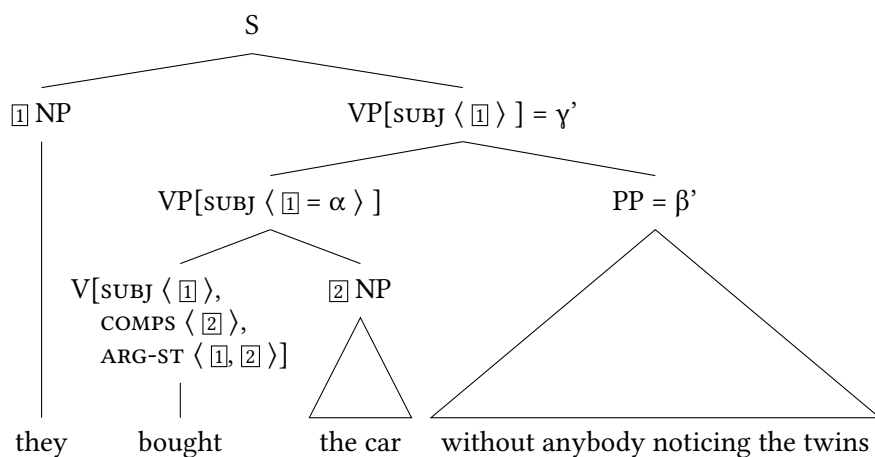 S
1 NP VP[SUBJ ⟨ 1 ⟩ ] = γ’
VP[SUBJ ⟨ 1 = α ⟩ ] PP = β’
V[SUBJ ⟨ 1 ⟩, 2 NP
COMPS ⟨ 2 ⟩,
ARG-ST ⟨ 1, 2 ⟩]
they bought the car without anybody noticing the twins